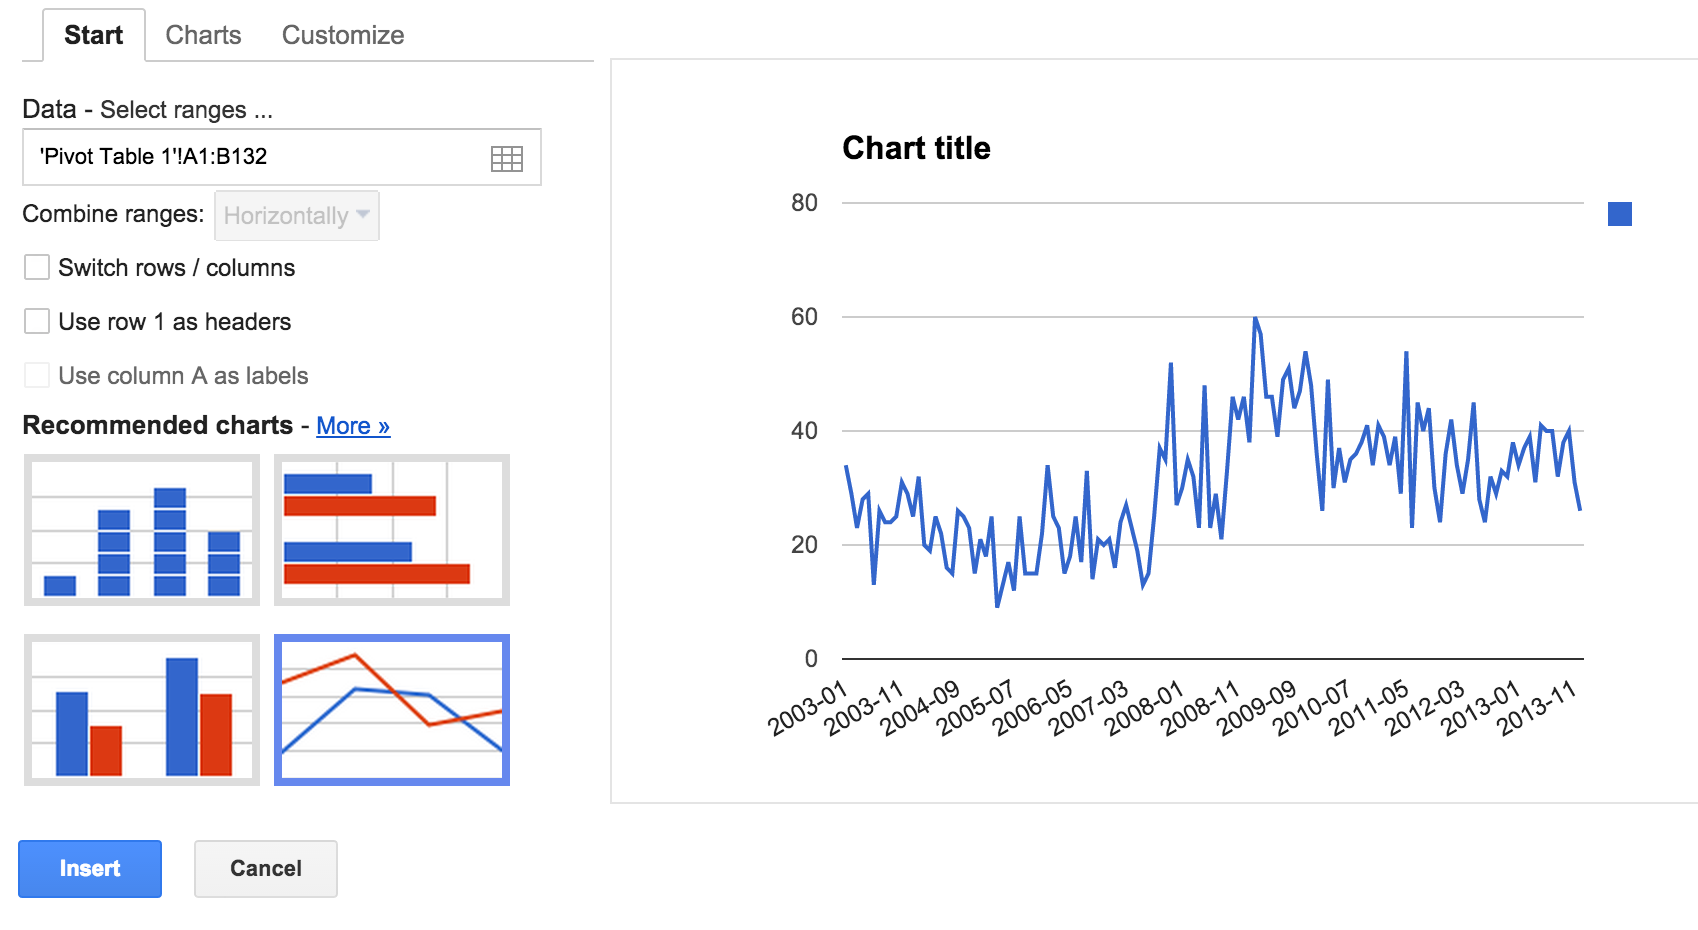 Start Charts Customize
Data - Select ranges ...
'Pivot Table 1'!A1:B132
Combine ranges: Horizontally
Switch rows / columns
Use row 1 as headers
Use column A as labels
Recommended charts - More »
Insert Cancel
Chart title
80
60
40
20
0
2003-01 2003-11 2004-09 2005-07 2006-05 2007-03 2008-01 2008-11 2009-09 2010-07 2011-05 2012-03 2013-01 2013-11